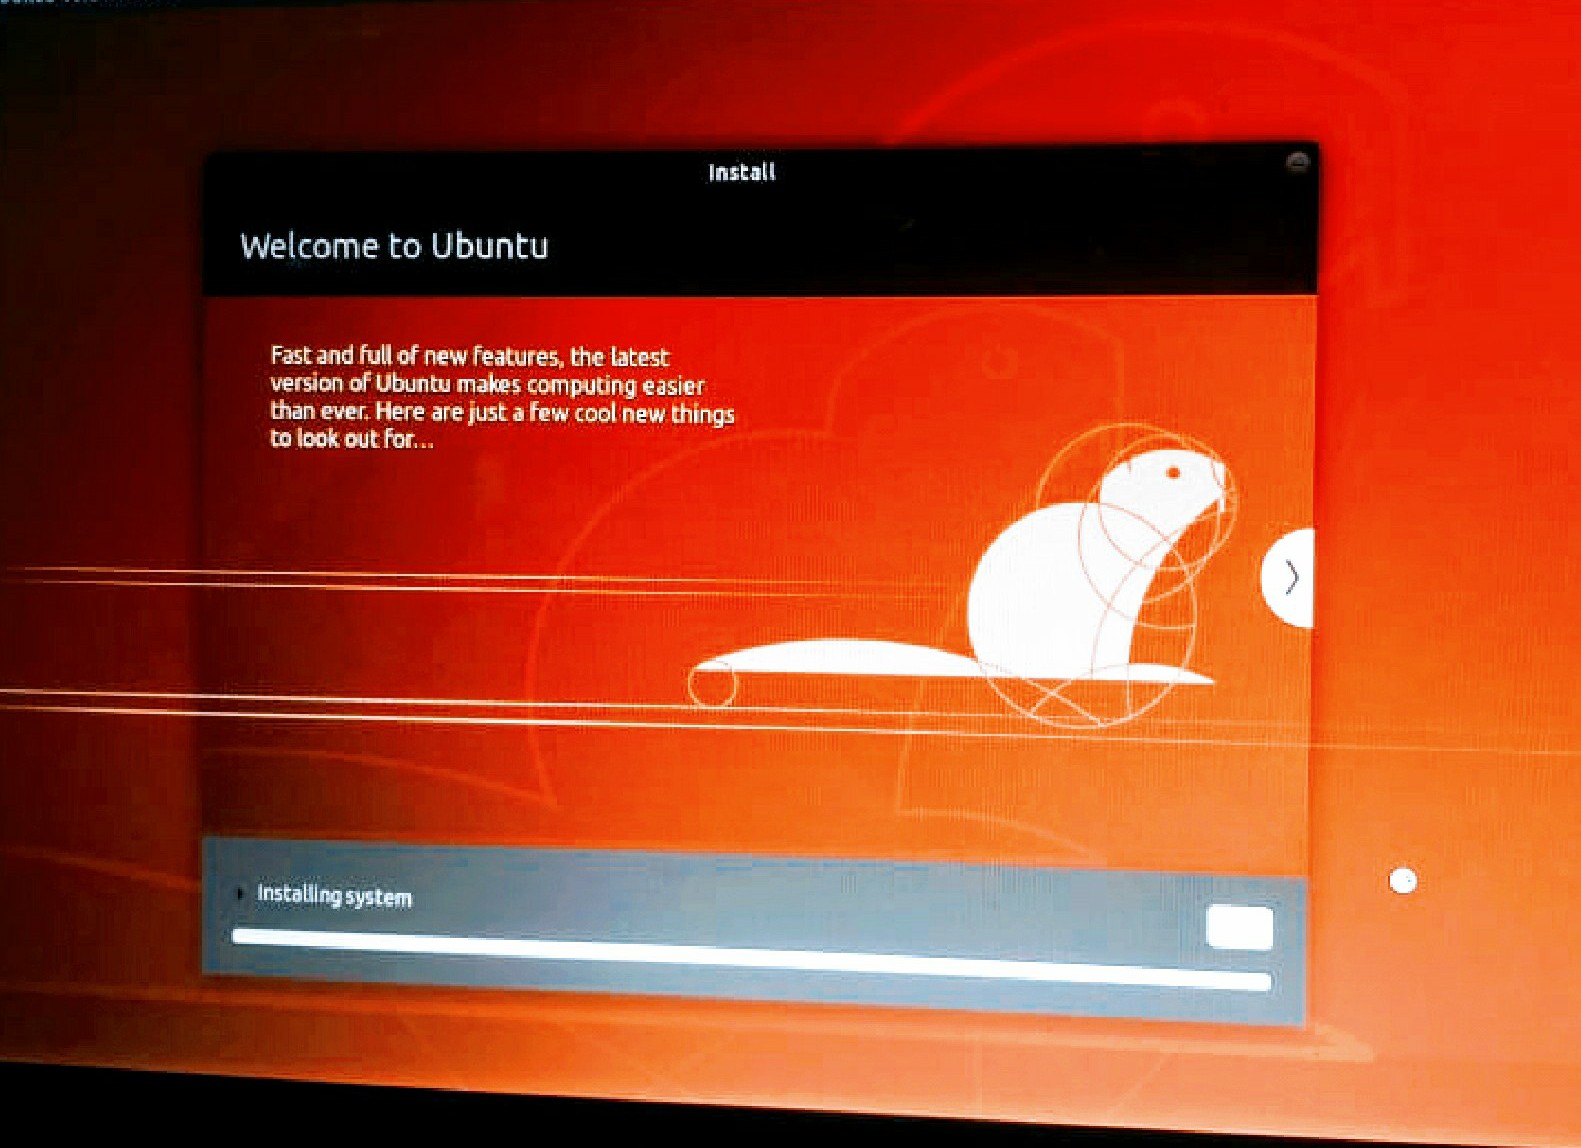 Install
Welcome to Ubuntu
Fast and full of new features, the latest
version of Ubuntu makes computing easier
than ever. Here are just a few cool new things
to look out for...
Installing system